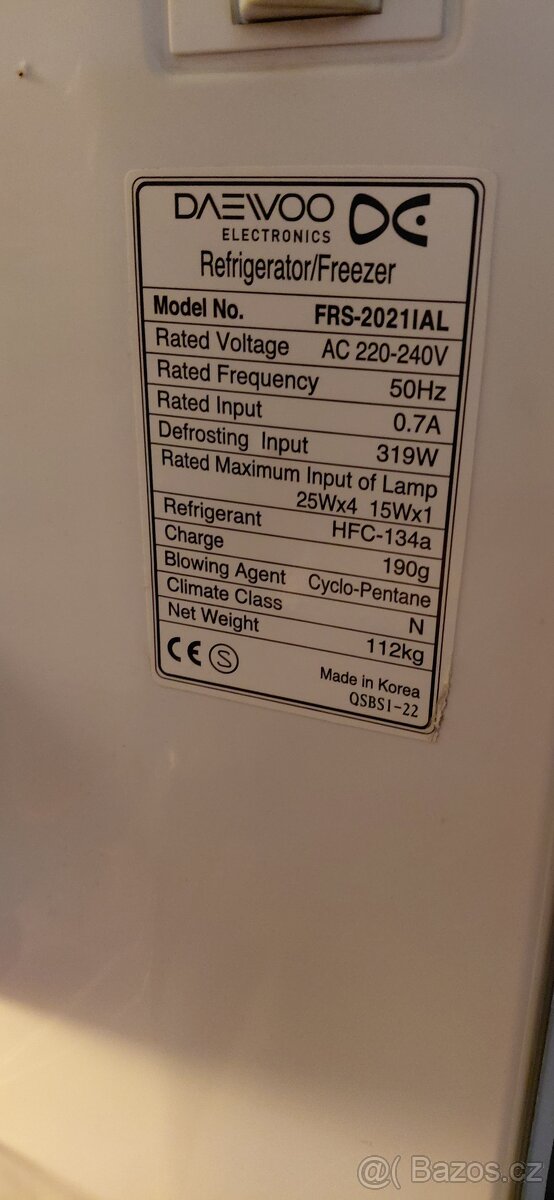 DAEWOO
ELECTRONICS
Refrigerator/Freezer
Model No. FRS-2021IAL
Rated Voltage AC 220-240V
Rated Frequency 50Hz
Rated Input 0.7A
Defrosting Input 319W
Rated Maximum Input of Lamp
25Wx4 15Wx1
Refrigerant HFC-134a
Charge 190g
Blowing Agent Cyclo-Pentane
Climate Class N
Net Weight 112kg
CE S
Made in Korea
QSBS1-22
@( Bazos.cz